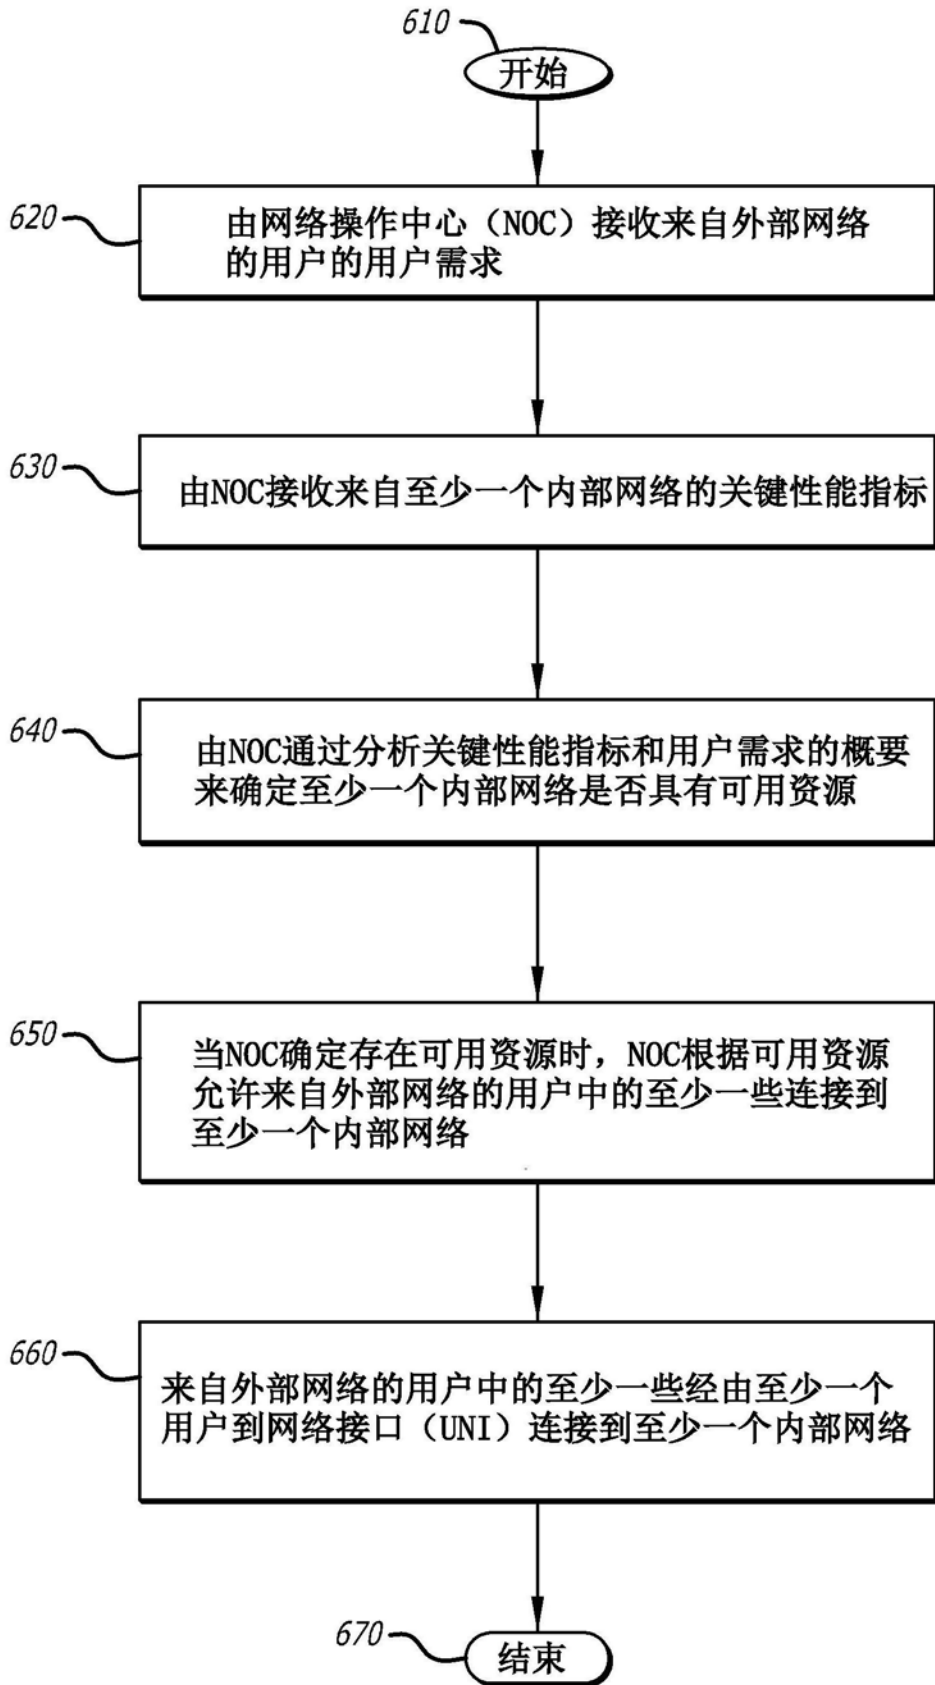 610
开始
620
由网络操作中心（NOC）接收来自外部网络
的用户的用户需求
630
由NOC接收来自至少一个内部网络的关键性能指标
640
由NOC通过分析关键性能指标和用户需求的概要
来确定至少一个内部网络是否具有可用资源
650
当NOC确定存在可用资源时，NOC根据可用资源
允许来自外部网络的用户中的至少一些连接到
至少一个内部网络
660
来自外部网络的用户中的至少一些经由至少一个
用户到网络接口（UNI）连接到至少一个内部网络
670
结束